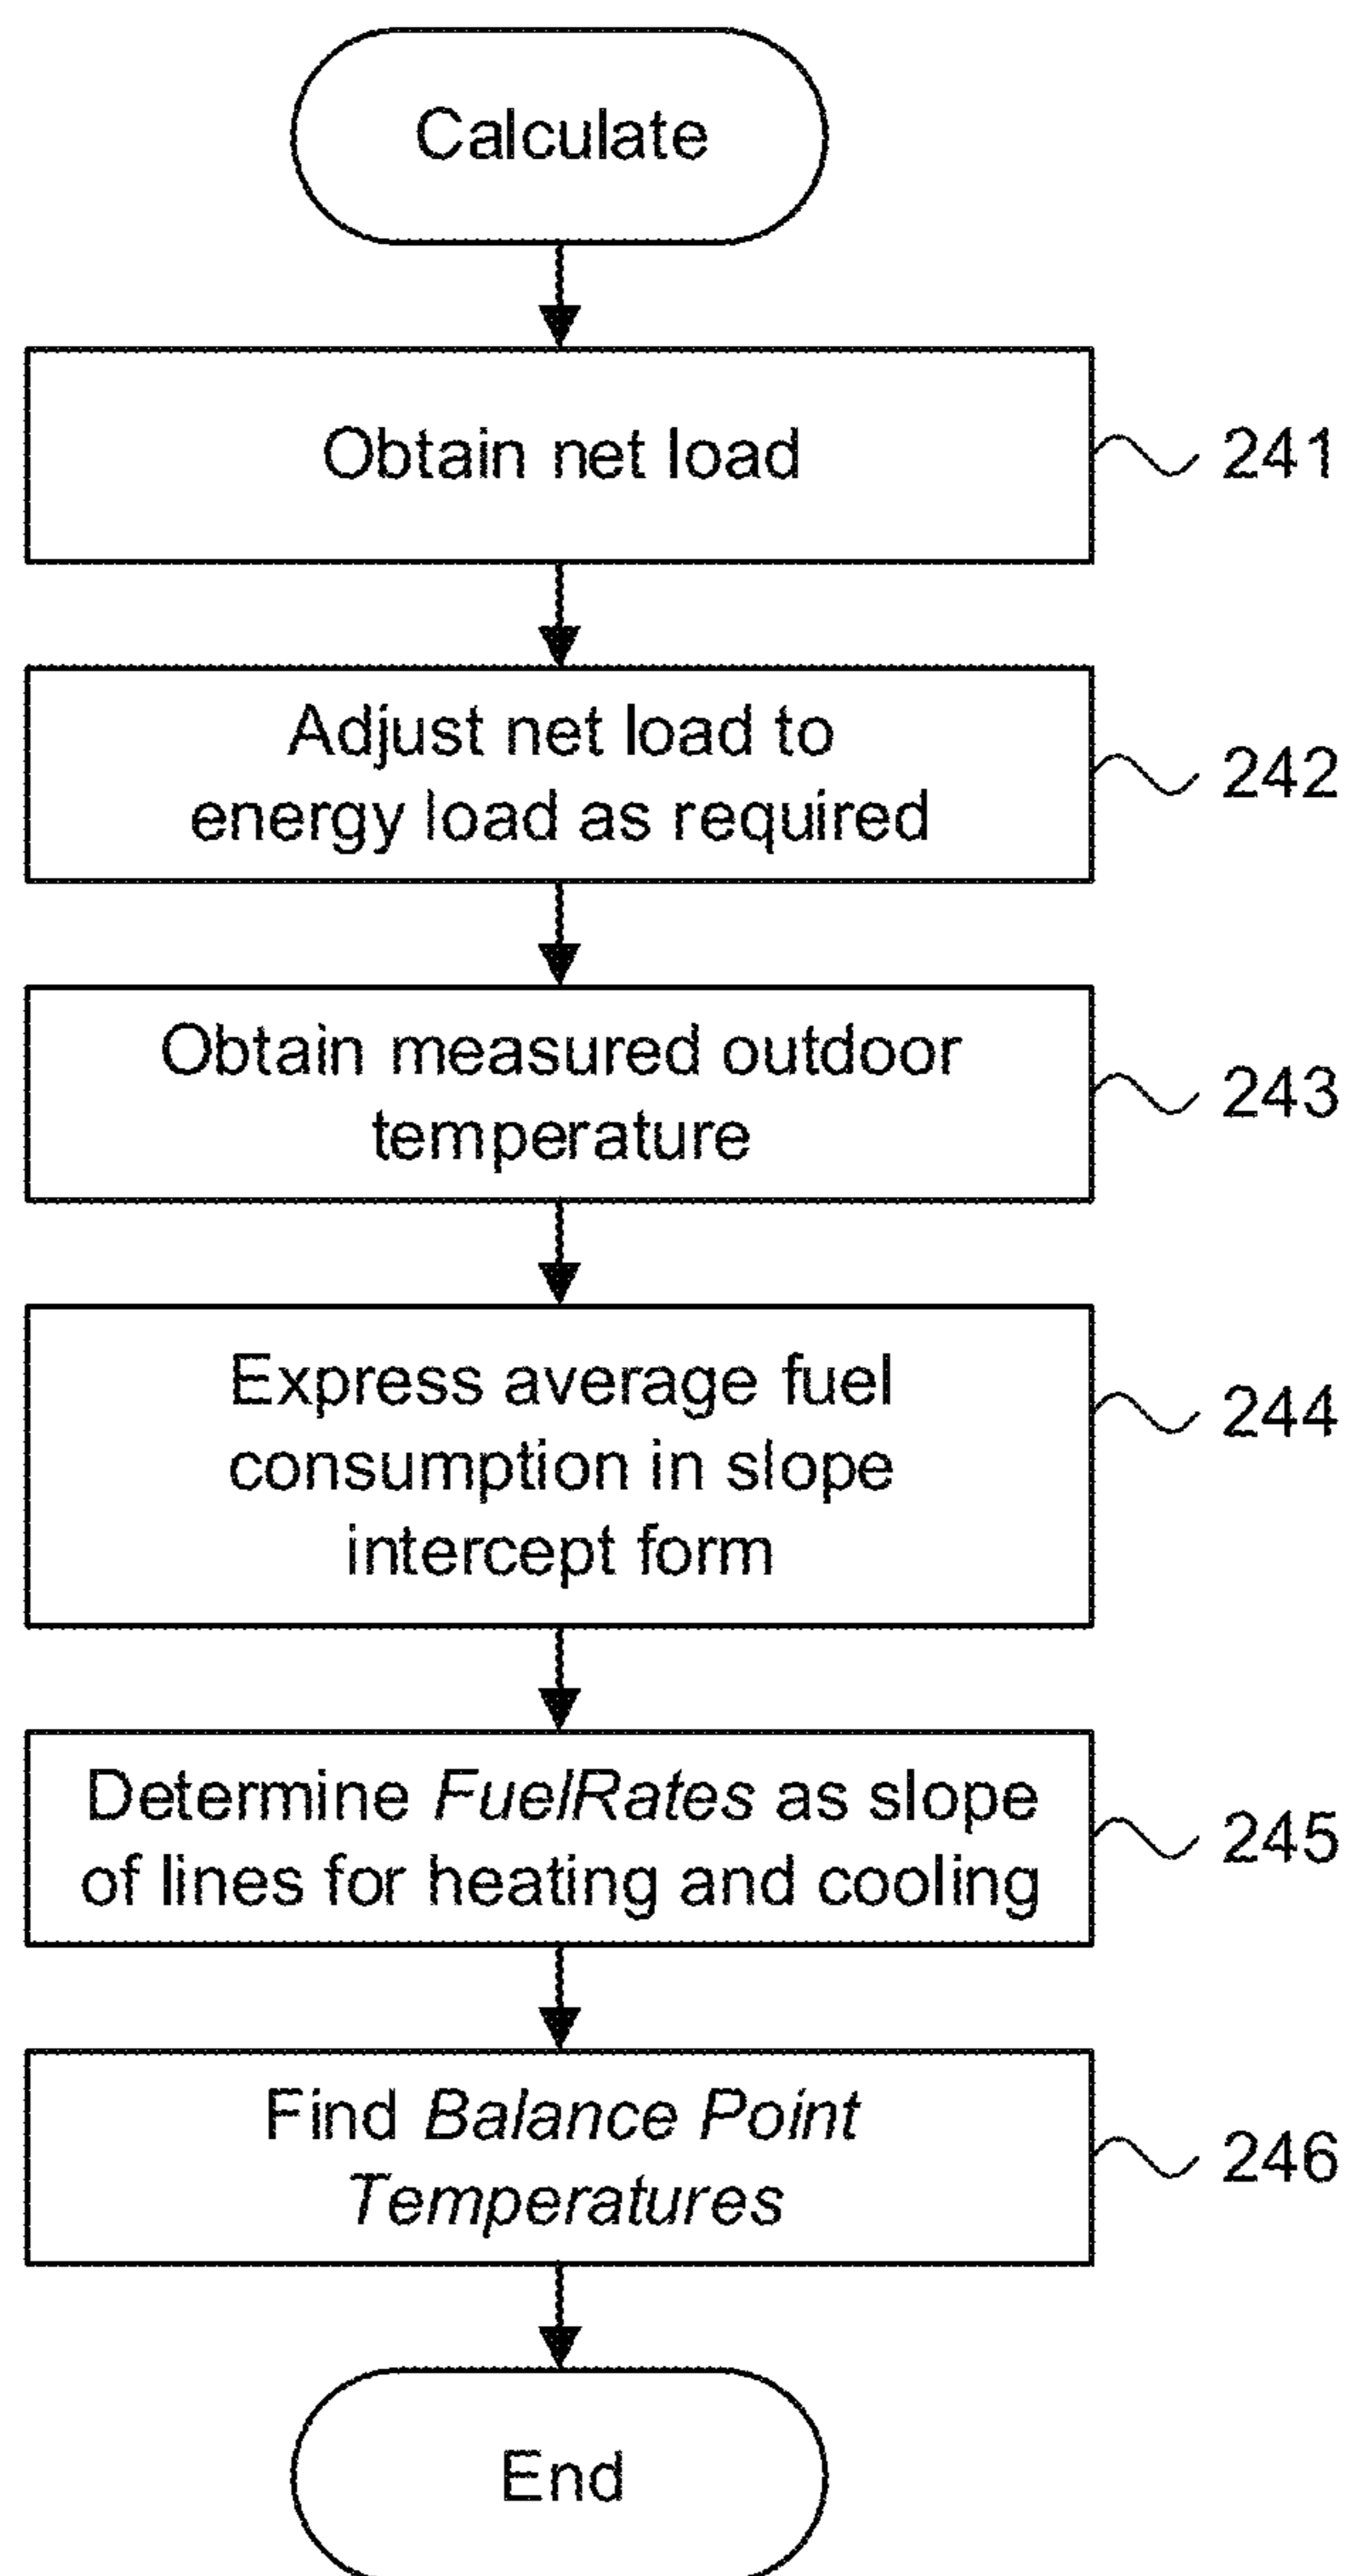 Calculate
Obtain net load
241
Adjust net load to
energy load as required
242
Obtain measured outdoor
temperature
243
Express average fuel
consumption in slope
intercept form
244
Determine FuelRates as slope
of lines for heating and cooling
245
Find Balance Point
Temperatures
246
End